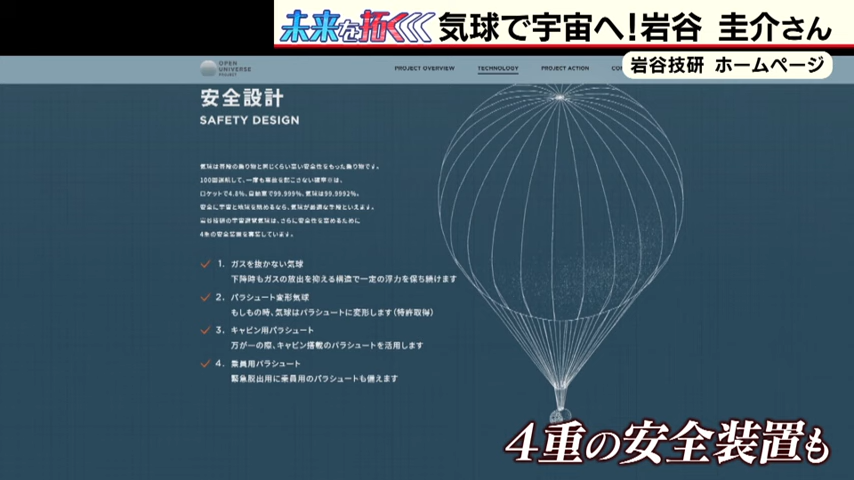 未来を拓く 気球で宇宙へ!岩谷 圭介さん
岩谷技研 ホームページ
OPEN
UNIVERSE
PROJECT
PROJECT OVERVIEW TECHNOLOGY PROJECT ACTION
安全設計
SAFETY DESIGN
1. ガスを抜かない気球
下降時もガスの放出を抑える構造で一定の浮力を保ち続けます
2. パラシュート変形気球
もしもの時、気球はパラシュートに変形します(特許取得)
3. キャビン用パラシュート
万が一の際、キャビン搭載のパラシュートを活用します
4. 乗員用パラシュート
緊急脱出用に乗員用のパラシュートも備えます
4重の安全装置も